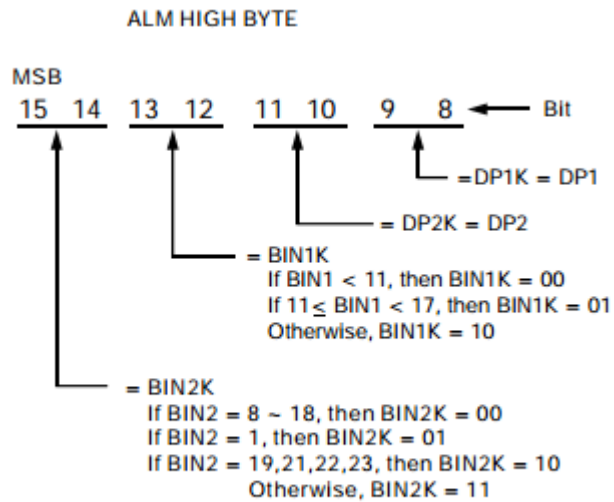 ALM HIGH BYTE
MSB
15 14 13 12 11 10 9 8 Bit
=DP1K = DP1
= DP2K = DP2
= BIN1K
If BIN1 < 11, then BIN1K = 00
If 11≤ BIN1 < 17, then BIN1K = 01
Otherwise, BIN1K = 10
= BIN2K
If BIN2 = 8 ~ 18, then BIN2K = 00
If BIN2 = 1, then BIN2K = 01
If BIN2 = 19,21,22,23, then BIN2K = 10
Otherwise, BIN2K = 11